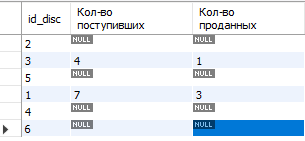 id_disc Кол-во поступивших Кол-во проданных
2 NULL NULL
3 4 1
5 NULL NULL
1 7 3
4 NULL NULL
6 NULL NULL